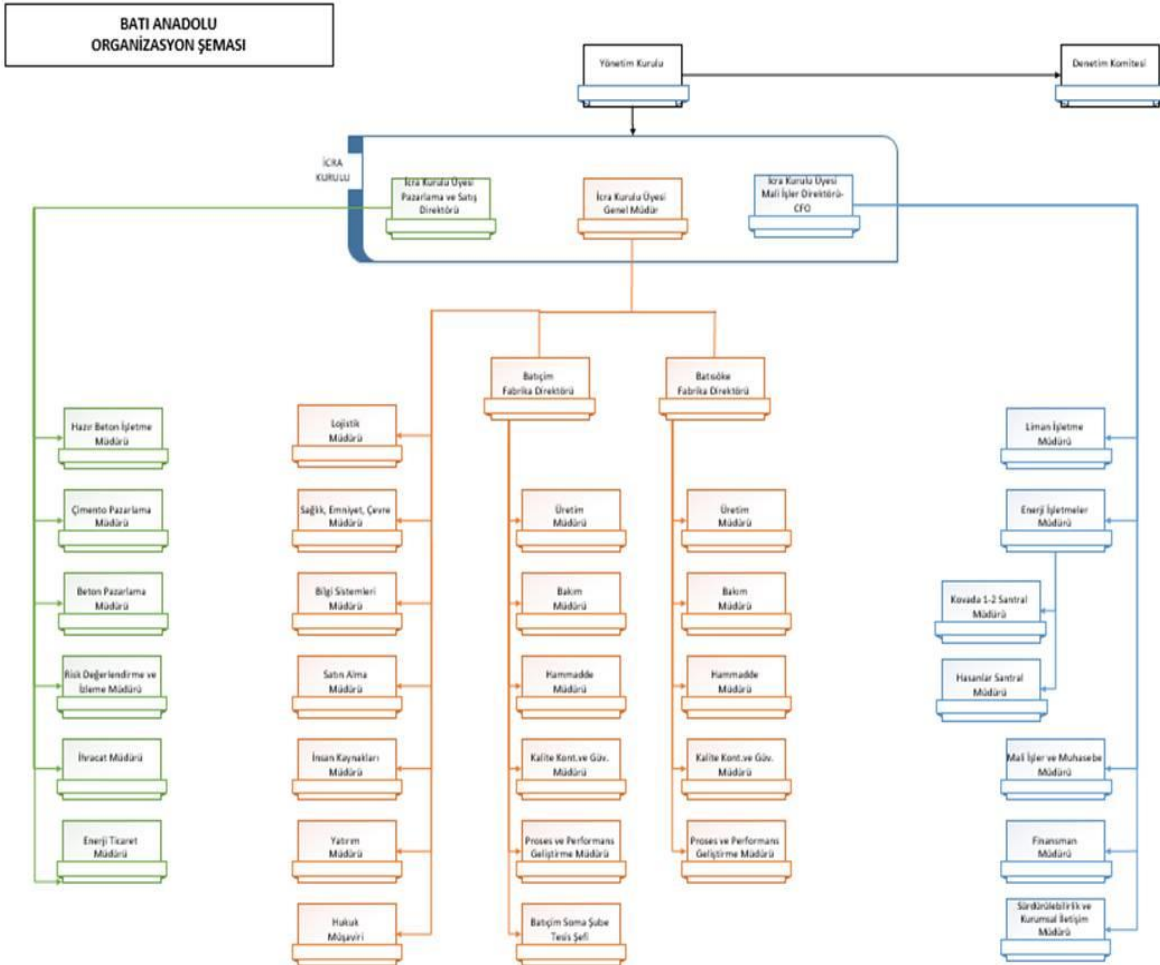 BATI ANADOLU
ORGANİZASYON ŞEMASI
Yönetim Kurulu
Denetim Komitesi
İCRA
KURULU
İcra Kurulu Üyesi
Pazarlama ve Satış
Direktörü
İcra Kurulu Üyesi
Genel Müdür
İcra Kurulu Üyesi
Mali İşler Direktörü-
CFO
Batıçim
Fabrika Direktörü
Batısöke
Fabrika Direktörü
Hazır Beton İşletme
Müdürü
Çimento Pazarlama
Müdürü
Beton Pazarlama
Müdürü
Risk Değerlendirme ve
İzleme Müdürü
İhracat Müdürü
Enerji Ticaret
Müdürü
Lojistik
Müdürü
Sağlık, Emniyet, Çevre
Müdürü
Bilgi Sistemleri
Müdürü
Satın Alma
Müdürü
İnsan Kaynakları
Müdürü
Yatırım
Müdürü
Hukuk
Müşaviri
Üretim
Müdürü
Bakım
Müdürü
Hammadde
Müdürü
Kalite Kont.ve Güv.
Müdürü
Proses ve Performans
Geliştirme Müdürü
Batıçim Soma Şube
Tesis Şefi
Üretim
Müdürü
Bakım
Müdürü
Hammadde
Müdürü
Kalite Kont.ve Güv.
Müdürü
Proses ve Performans
Geliştirme Müdürü
Liman İşletme
Müdürü
Enerji İşletmeler
Müdürü
Kovada 1-2 Santral
Müdürü
Hasanlar Santral
Müdürü
Mali İşler ve Muhasebe
Müdürü
Finansman
Müdürü
Sürdürülebilirlik ve
Kurumsal İletişim
Müdürü